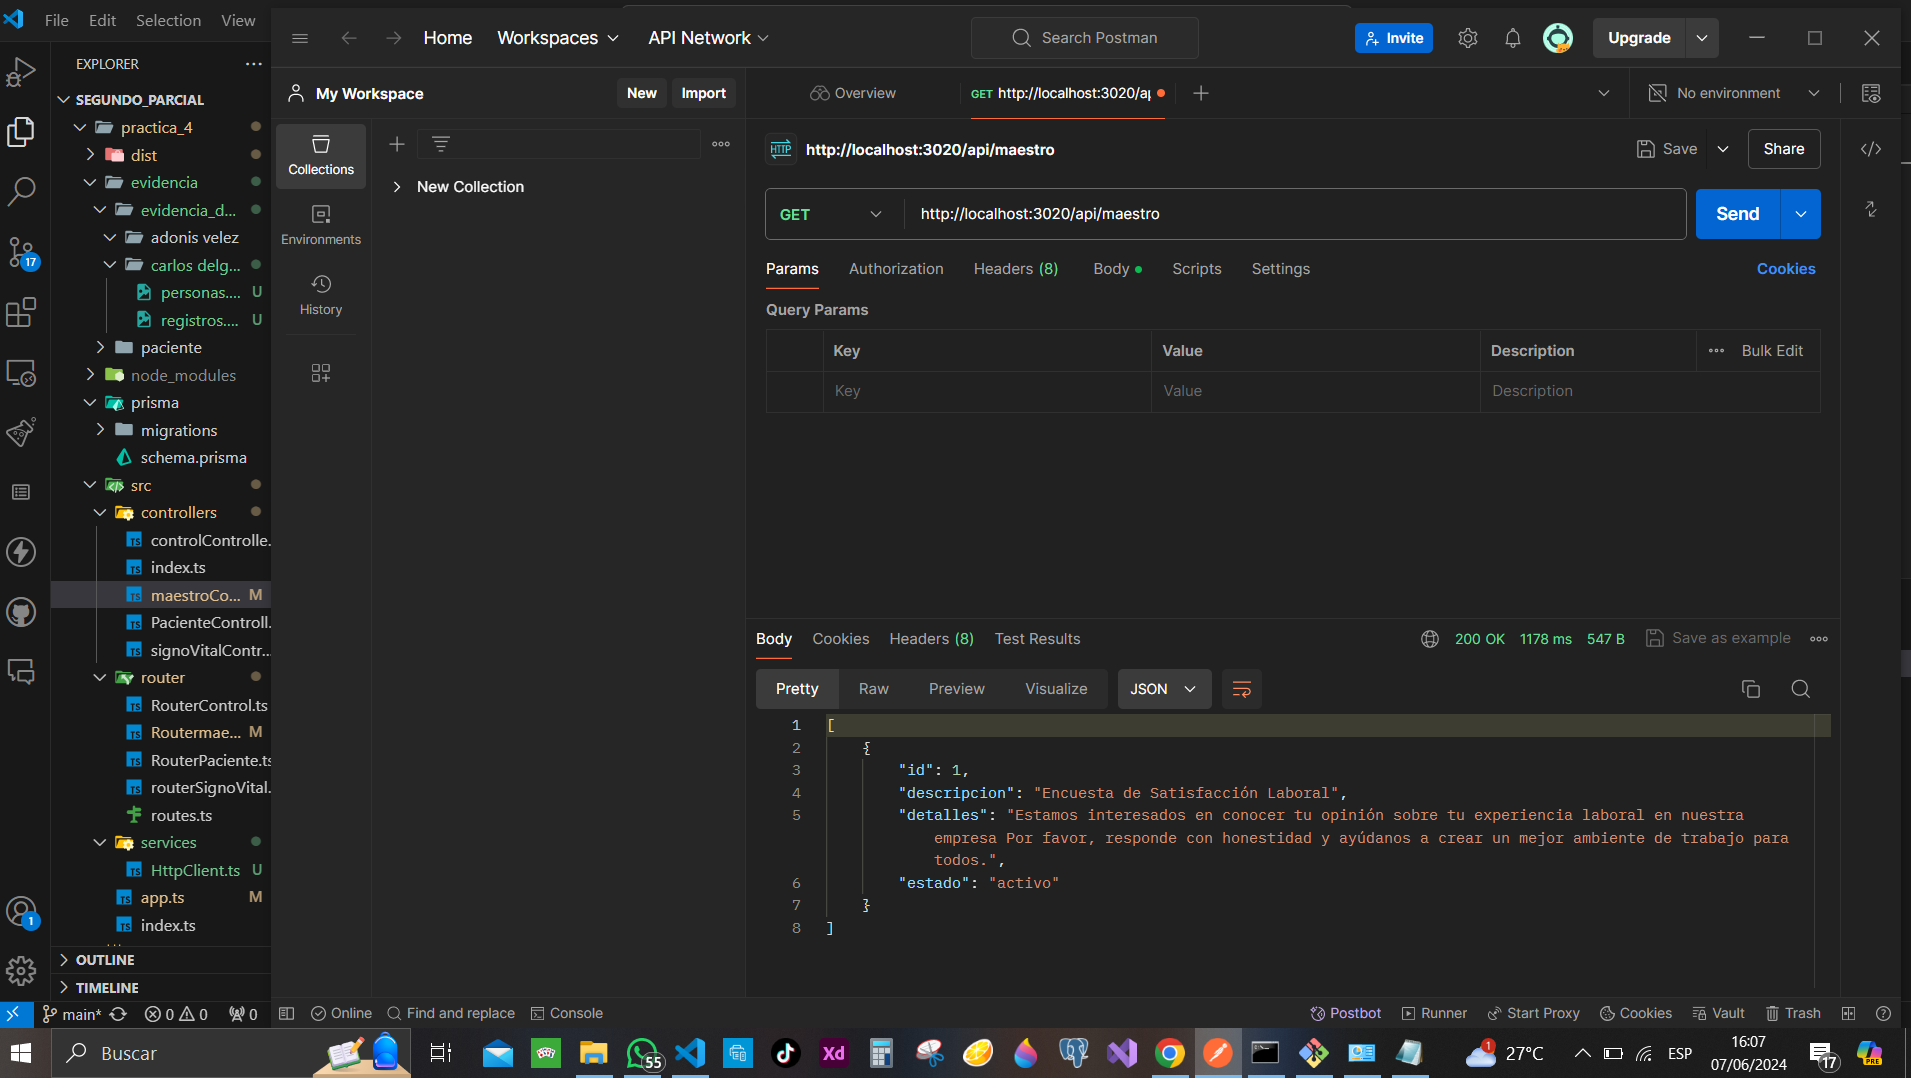 File Edit Selection View
EXPLORER
SEGUNDO_PARCIAL
practica_4
dist
evidencia
evidencia_d...
adonis velez
carlos delg...
personas.... U
registros.... U
paciente
node_modules
prisma
migrations
schema.prisma
src
controllers
controlControlle.
index.ts
maestroCo... M
PacienteControll.
signoVitalContr...
router
RouterControl.ts
Routermae... M
RouterPaciente.ts
routerSignoVital.
routes.ts
services
HttpClient.ts U
app.ts M
index.ts
OUTLINE
TIMELINE
17
1
main* 0 0 0
Home Workspaces API Network Search Postman Invite Upgrade
My Workspace New Import
Overview GET http://localhost:3020/a No environment
Collections
Environments
History
New Collection
HTTP http://localhost:3020/api/maestro Save Share
GET http://localhost:3020/api/maestro Send
Params Authorization Headers (8) Body Scripts Settings Cookies
Query Params
Key Value Description Bulk Edit
Key Value Description
Body Cookies Headers (8) Test Results 200 OK 1178 ms 547 B Save as example
Pretty Raw Preview Visualize JSON
1 [
2 {
3 "id": 1,
4 "descripcion": "Encuesta de Satisfacción Laboral",
5 "detalles": "Estamos interesados en conocer tu opinión sobre tu experiencia laboral en nuestra
empresa Por favor, responde con honestidad y ayúdanos a crear un mejor ambiente de trabajo para
todos.",
6 "estado": "activo"
7 }
8 ]
Online Find and replace Console Postbot Runner Start Proxy Cookies Vault Trash
Buscar 55 Xd 1 27°C ESP 16:07
07/06/2024 17 PRE